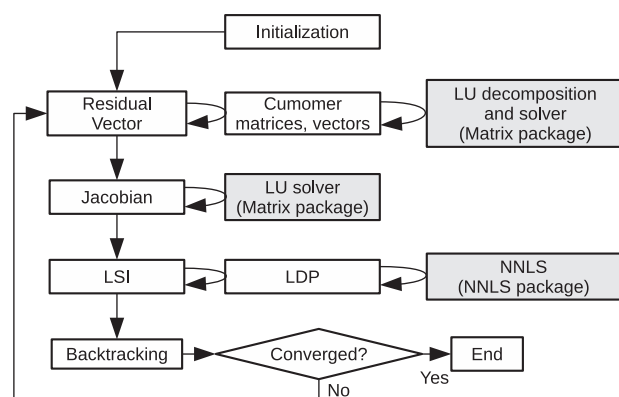 Initialization
Residual
Vector
Cumomer
matrices, vectors
LU decomposition
and solver
(Matrix package)
Jacobian
LU solver
(Matrix package)
LSI
LDP
NNLS
(NNLS package)
Backtracking
Converged?
End
Yes
No